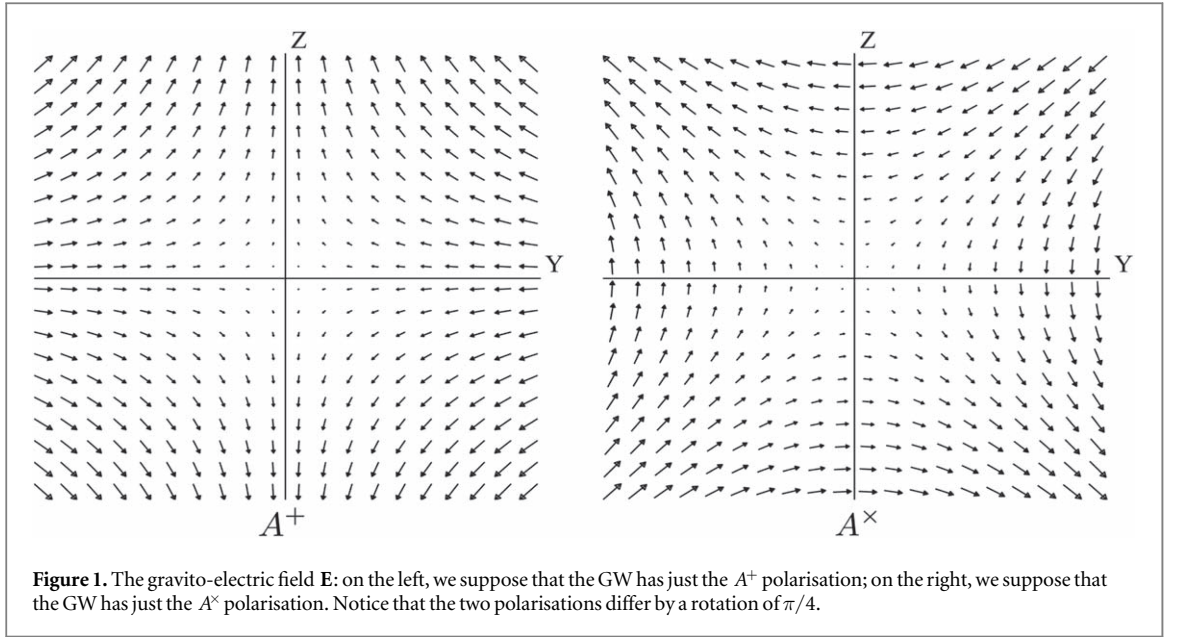 Z Z
Y Y
A⁺ A×
Figure 1. The gravito-electric field E: on the left, we suppose that the GW has just the A⁺ polarisation; on the right, we suppose that
the GW has just the A× polarisation. Notice that the two polarisations differ by a rotation of π/4.